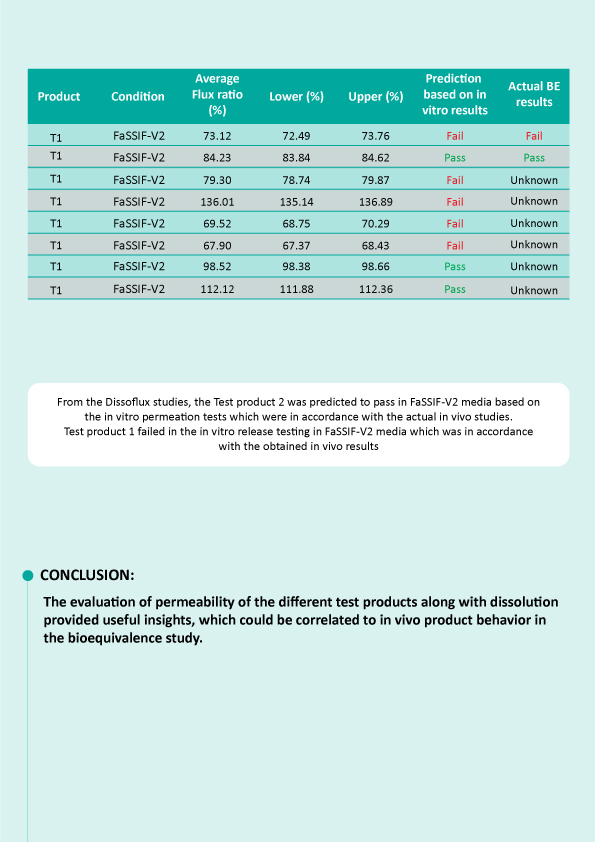 Product Condition Average Flux ratio (%) Lower (%) Upper (%) Prediction based on in vitro results Actual BE results
T1 FaSSIF-V2 73.12 72.49 73.76 Fail Fail
T1 FaSSIF-V2 84.23 83.84 84.62 Pass Pass
T1 FaSSIF-V2 79.30 78.74 79.87 Fail Unknown
T1 FaSSIF-V2 136.01 135.14 136.89 Fail Unknown
T1 FaSSIF-V2 69.52 68.75 70.29 Fail Unknown
T1 FaSSIF-V2 67.90 67.37 68.43 Fail Unknown
T1 FaSSIF-V2 98.52 98.38 98.66 Pass Unknown
T1 FaSSIF-V2 112.12 111.88 112.36 Pass Unknown
From the Dissoflux studies, the Test product 2 was predicted to pass in FaSSIF-V2 media based on
the in vitro permeation tests which were in accordance with the actual in vivo studies.
Test product 1 failed in the in vitro release testing in FaSSIF-V2 media which was in accordance
with the obtained in vivo results
CONCLUSION:
The evaluation of permeability of the different test products along with dissolution
provided useful insights, which could be correlated to in vivo product behavior in
the bioequivalence study.